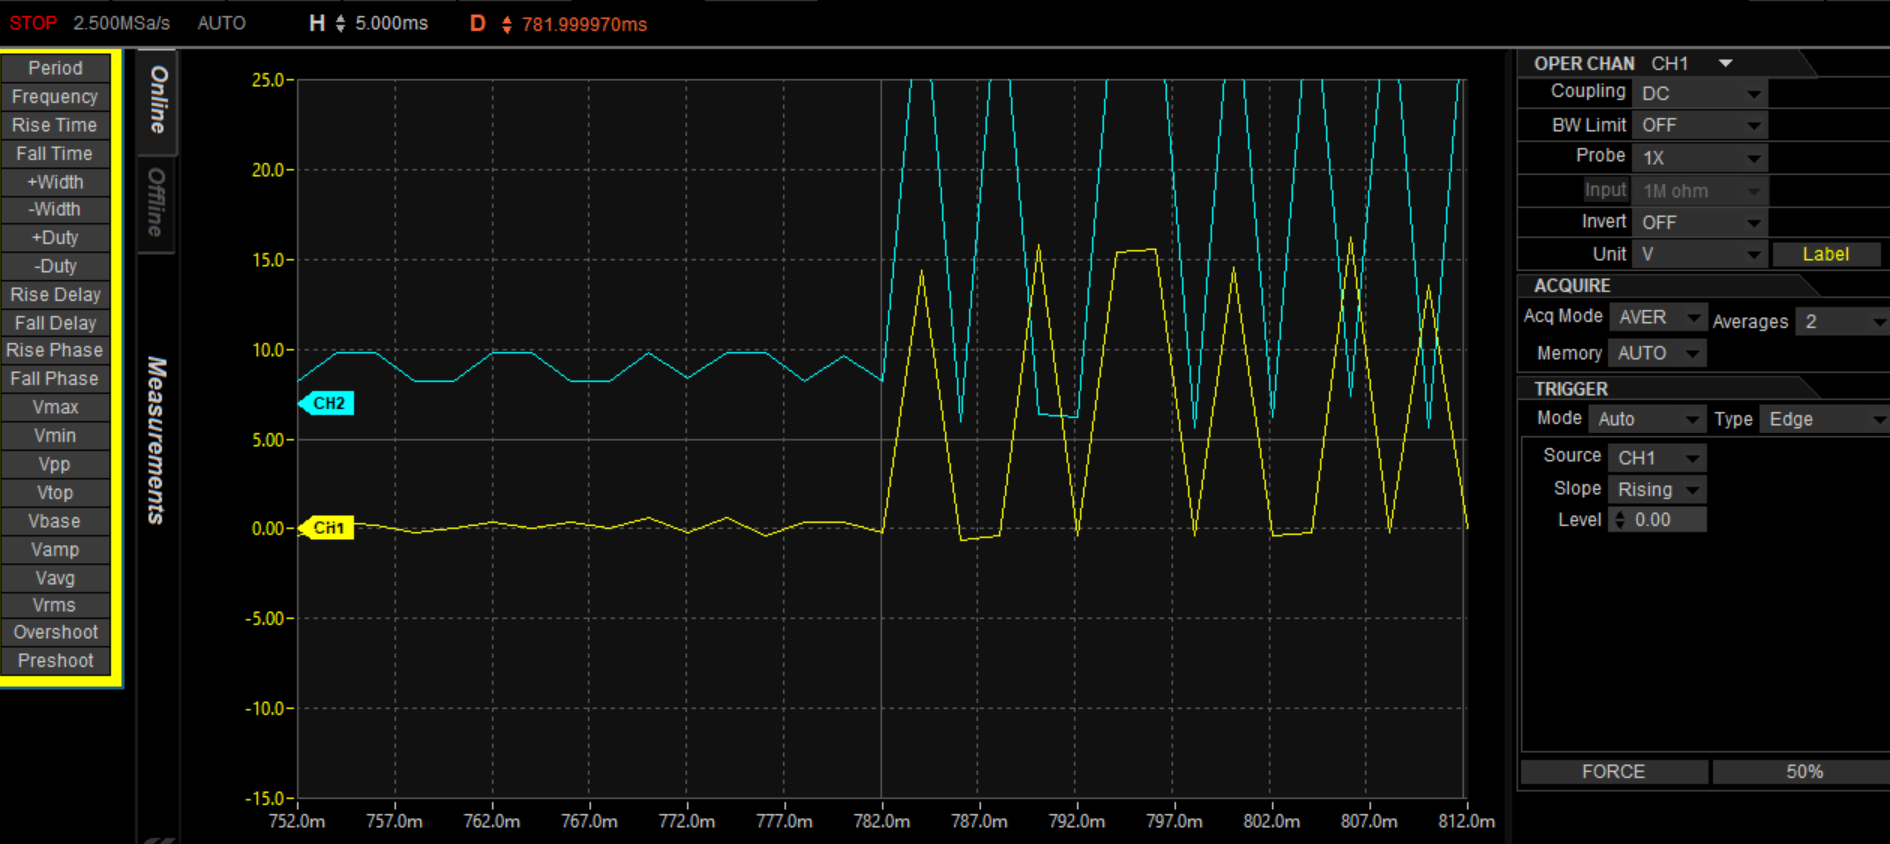 STOP 2.500MSa/s AUTO H 5.000ms D 781.999970ms
Period
Frequency
Rise Time
Fall Time
+Width
-Width
+Duty
-Duty
Rise Delay
Fall Delay
Rise Phase
Fall Phase
Vmax
Vmin
Vpp
Vtop
Vbase
Vamp
Vavg
Vrms
Overshoot
Preshoot
Online
Offline
Measurements
25.0
20.0
15.0
10.0
5.00
0.00
-5.00
-10.0
-15.0
CH2
CH1
752.0m 757.0m 762.0m 767.0m 772.0m 777.0m 782.0m 787.0m 792.0m 797.0m 802.0m 807.0m 812.0m
OPER CHAN CH1
Coupling DC
BW Limit OFF
Probe 1X
Input 1M ohm
Invert OFF
Unit V Label
ACQUIRE
Acq Mode AVER Averages 2
Memory AUTO
TRIGGER
Mode Auto Type Edge
Source CH1
Slope Rising
Level 0.00
FORCE 50%